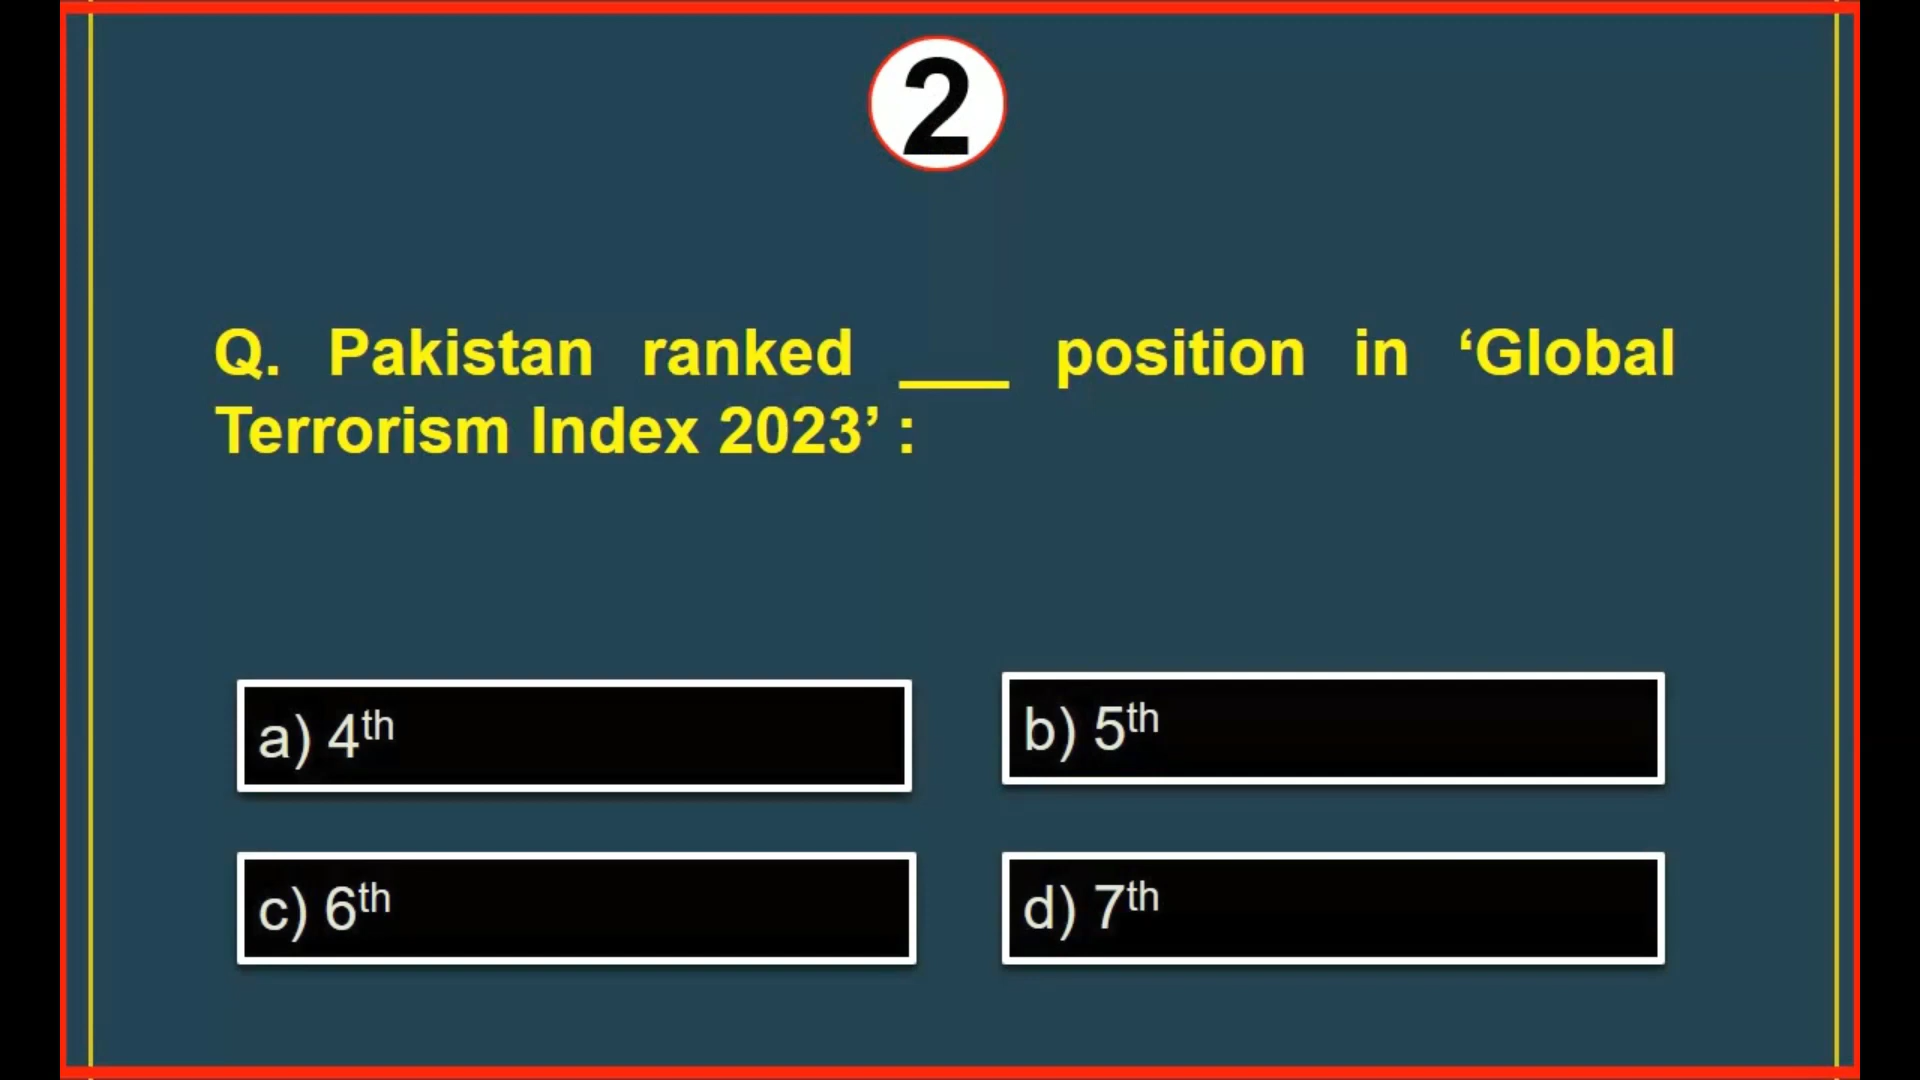 2
Q. Pakistan ranked ___ position in ‘Global
Terrorism Index 2023’ :
a) 4th
b) 5th
c) 6th
d) 7th